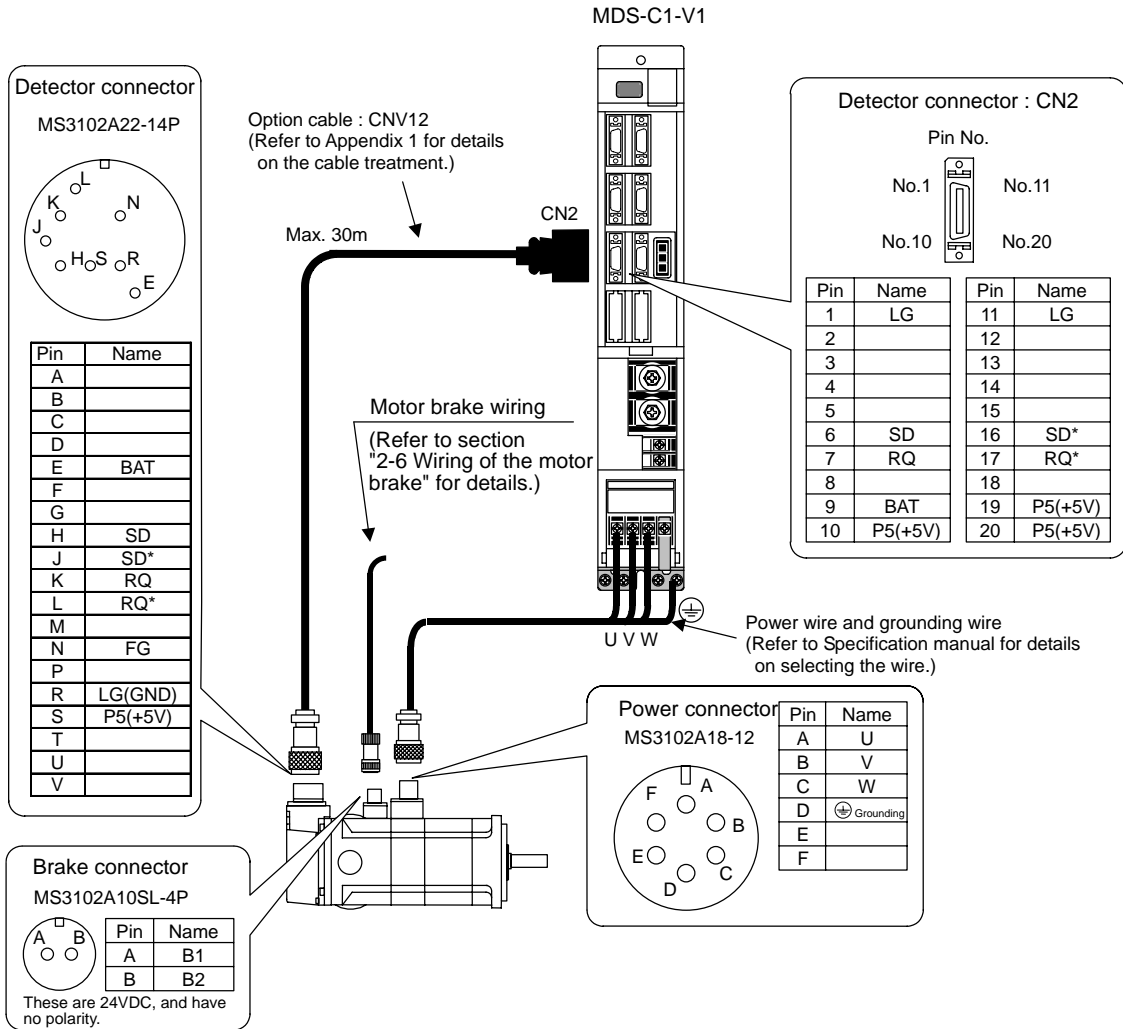 MDS-C1-V1
Detector connector
MS3102A22-14P
L
K
N
J
H
S
R
E
Pin Name
A
B
C
D
E BAT
F
G
H SD
J SD*
K RQ
L RQ*
M
N FG
P
R LG(GND)
S P5(+5V)
T
U
V
Option cable : CNV12
(Refer to Appendix 1 for details
on the cable treatment.)
Max. 30m
CN2
Motor brake wiring
(Refer to section
"2-6 Wiring of the motor
brake" for details.)
Detector connector : CN2
Pin No.
No.1 No.11
No.10 No.20
Pin Name Pin Name
1 LG 11 LG
2 12
3 13
4 14
5 15
6 SD 16 SD*
7 RQ 17 RQ*
8 18
9 BAT 19 P5(+5V)
10 P5(+5V) 20 P5(+5V)
U V W
Power wire and grounding wire
(Refer to Specification manual for details
on selecting the wire.)
Power connector
MS3102A18-12
F
A
B
E
D
C
Pin Name
A U
B V
C W
D Grounding
E
F
Brake connector
MS3102A10SL-4P
A B
Pin Name
A B1
B B2
These are 24VDC, and have
no polarity.